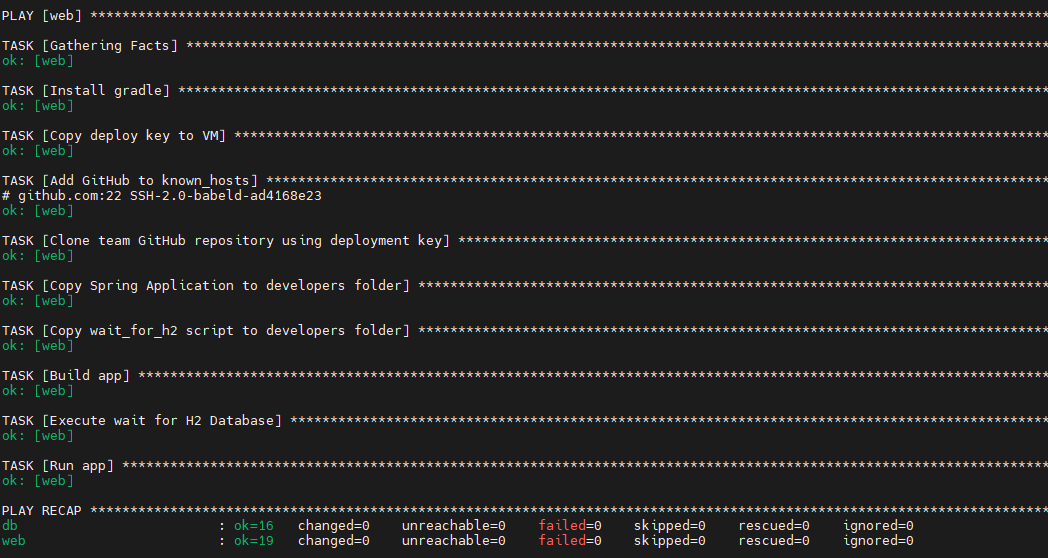 PLAY [web] ************************************************************************************************************************
TASK [Gathering Facts] ************************************************************************************************************
ok: [web]
TASK [Install gradle] *************************************************************************************************************
ok: [web]
TASK [Copy deploy key to VM] ******************************************************************************************************
ok: [web]
TASK [Add GitHub to known_hosts] **************************************************************************************************
# github.com:22 SSH-2.0-babeld-ad4168e23
ok: [web]
TASK [Clone team GitHub repository using deployment key] **************************************************************************
ok: [web]
TASK [Copy Spring Application to developers folder] *******************************************************************************
ok: [web]
TASK [Copy wait_for_h2 script to developers folder] *******************************************************************************
ok: [web]
TASK [Build app] ******************************************************************************************************************
ok: [web]
TASK [Execute wait for H2 Database] ***********************************************************************************************
ok: [web]
TASK [Run app] ********************************************************************************************************************
ok: [web]
PLAY RECAP ************************************************************************************************************************
db                         : ok=16   changed=0    unreachable=0    failed=0    skipped=0    rescued=0    ignored=0
web                        : ok=19   changed=0    unreachable=0    failed=0    skipped=0    rescued=0    ignored=0